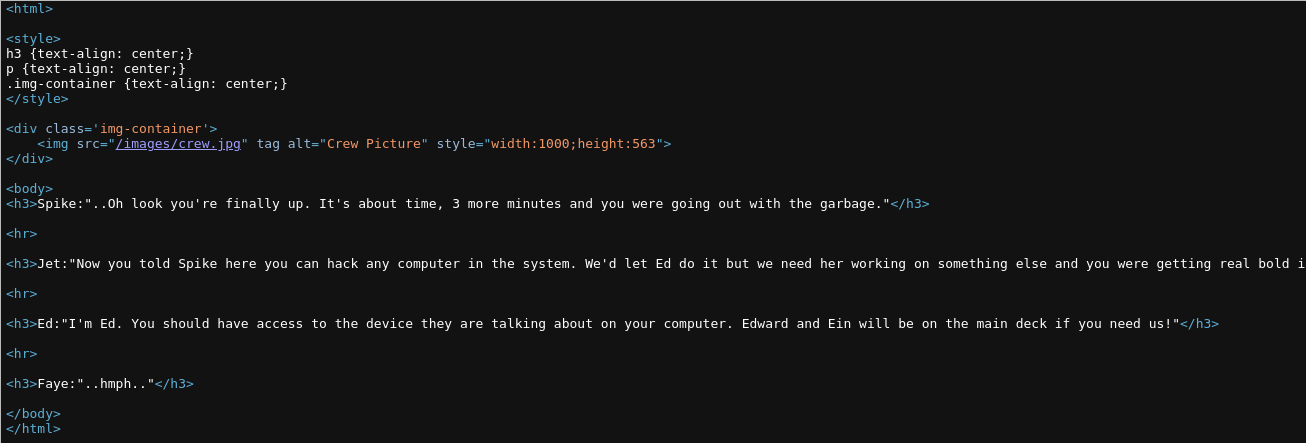 <html>
<style>
h3 {text-align: center;}
p {text-align: center;}
.img-container {text-align: center;}
</style>
<div class='img-container'>
    <img src="/images/crew.jpg" tag alt="Crew Picture" style="width:1000;height:563">
</div>
<body>
<h3>Spike:"..Oh look you're finally up. It's about time, 3 more minutes and you were going out with the garbage."</h3>
<hr>
<h3>Jet:"Now you told Spike here you can hack any computer in the system. We'd let Ed do it but we need her working on something else and you were getting real bold i
<hr>
<h3>Ed:"I'm Ed. You should have access to the device they are talking about on your computer. Edward and Ein will be on the main deck if you need us!"</h3>
<hr>
<h3>Faye:"..hmph.."</h3>
</body>
</html>